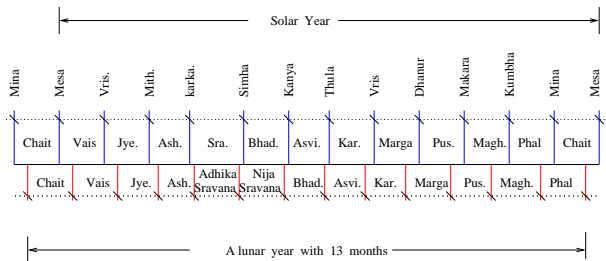 Solar Year
Mina Mesa Vris. Mith. karka. Simha Kanya Thula Vris Dhanur Makara Kumbha Mina Mesa
Chait Vais Jye. Ash. Sra. Bhad. Asvi. Kar. Marga Pus. Magh. Phal Chait
Chait Vais Jye. Ash. Adhika Sravana Nija Sravana Bhad. Asvi. Kar. Marga Pus. Magh. Phal
A lunar year with 13 months